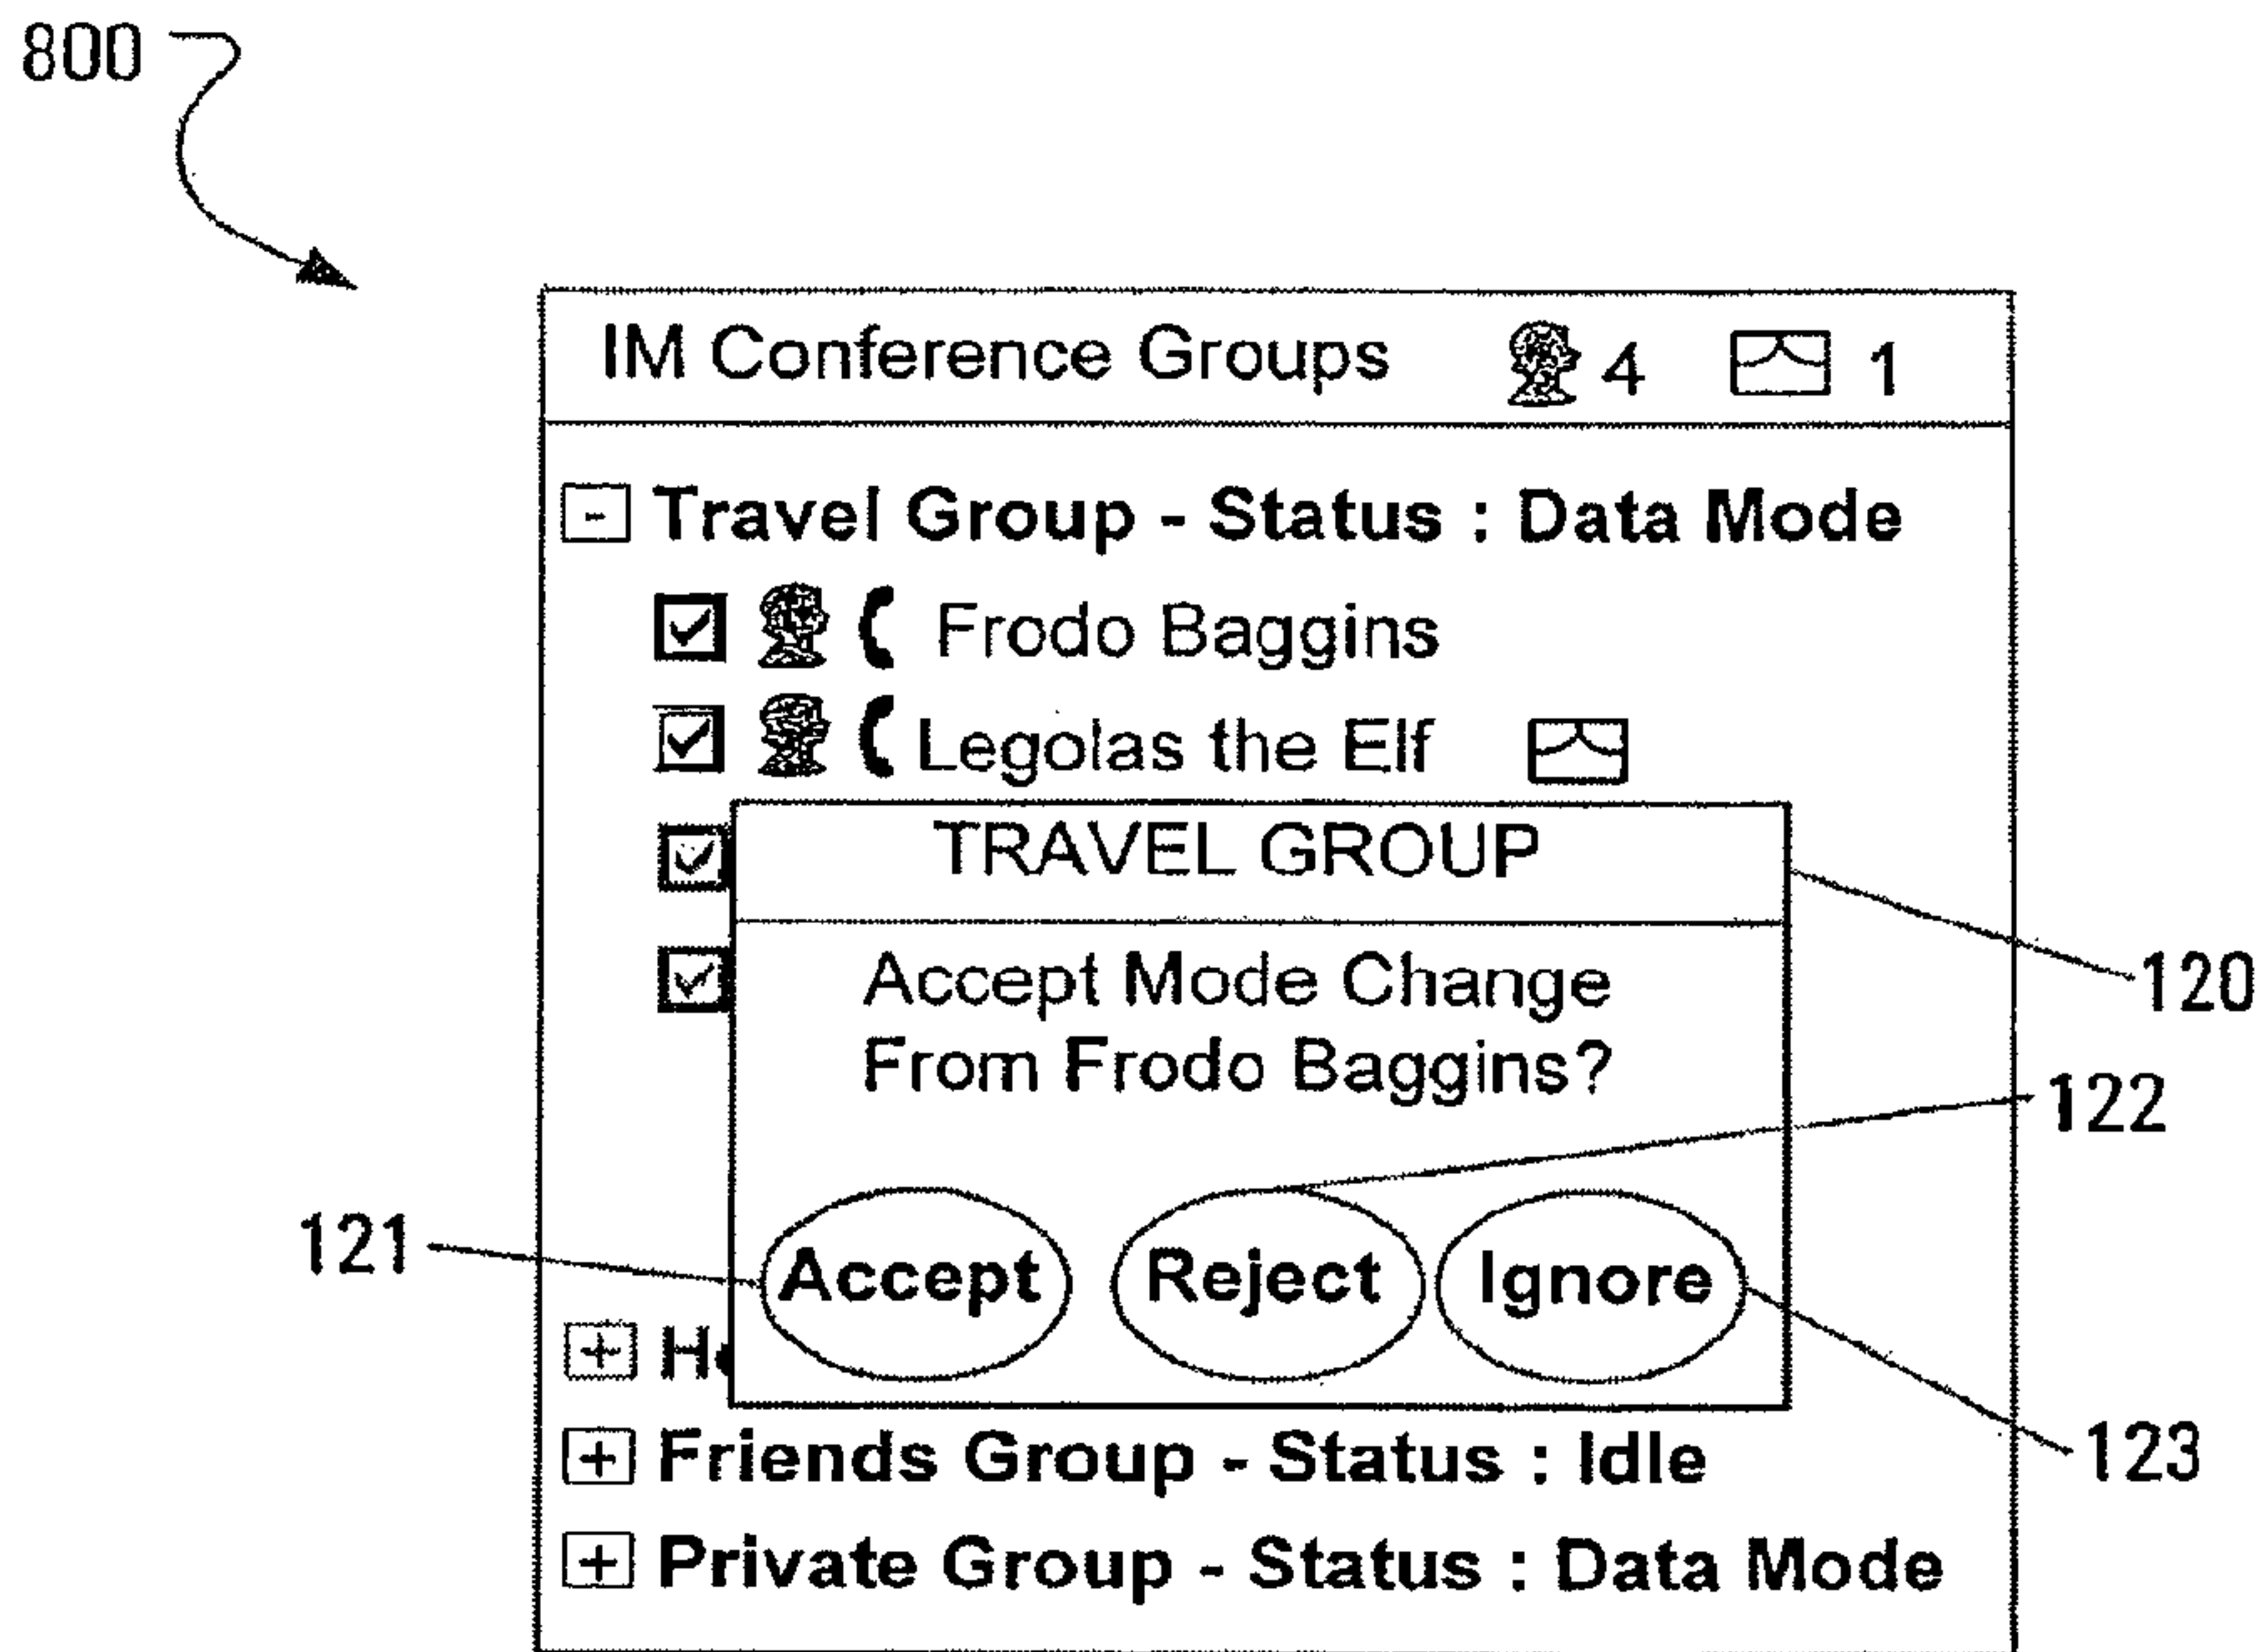 800
IM Conference Groups 4 1
- Travel Group - Status : Data Mode
Frodo Baggins
Legolas the Elf
TRAVEL GROUP
Accept Mode Change
From Frodo Baggins?
120
122
121
Accept Reject Ignore
+
123
+ Friends Group - Status : Idle
+ Private Group - Status : Data Mode